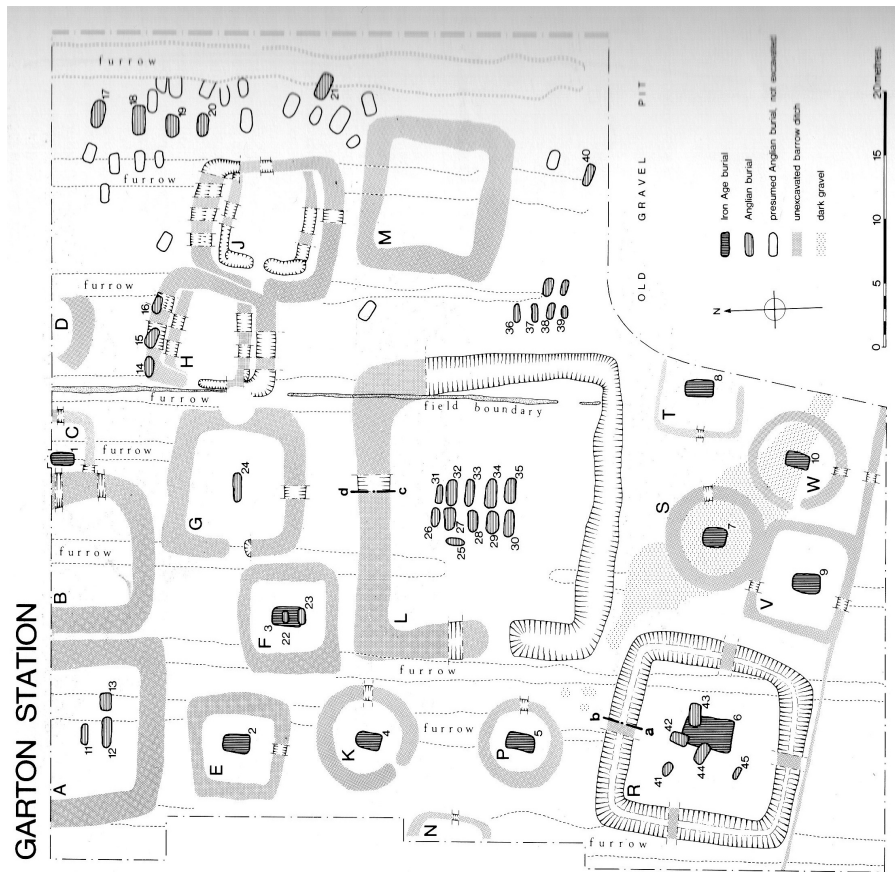 GARTON STATION
furrow
17
18
19
20
21
furrow
40
J
M
furrow
D
16
15
14
H
36
37
38
39
furrow
field boundary
C
1
furrow
24
G
d
c
31
32
33
34
35
26
27
28
29
30
25
L
B
furrow
F
3
22
23
furrow
A
11
12
13
E
2
K
4
furrow
P
5
N
b
a
R
41
42
43
44
45
6
furrow
T
8
S
7
W
10
V
9
OLD GRAVEL PIT
Iron Age burial
Anglian burial
presumed Anglian burial, not excavated
unexcavated barrow ditch
dark gravel
N
0 5 10 15 20 metres